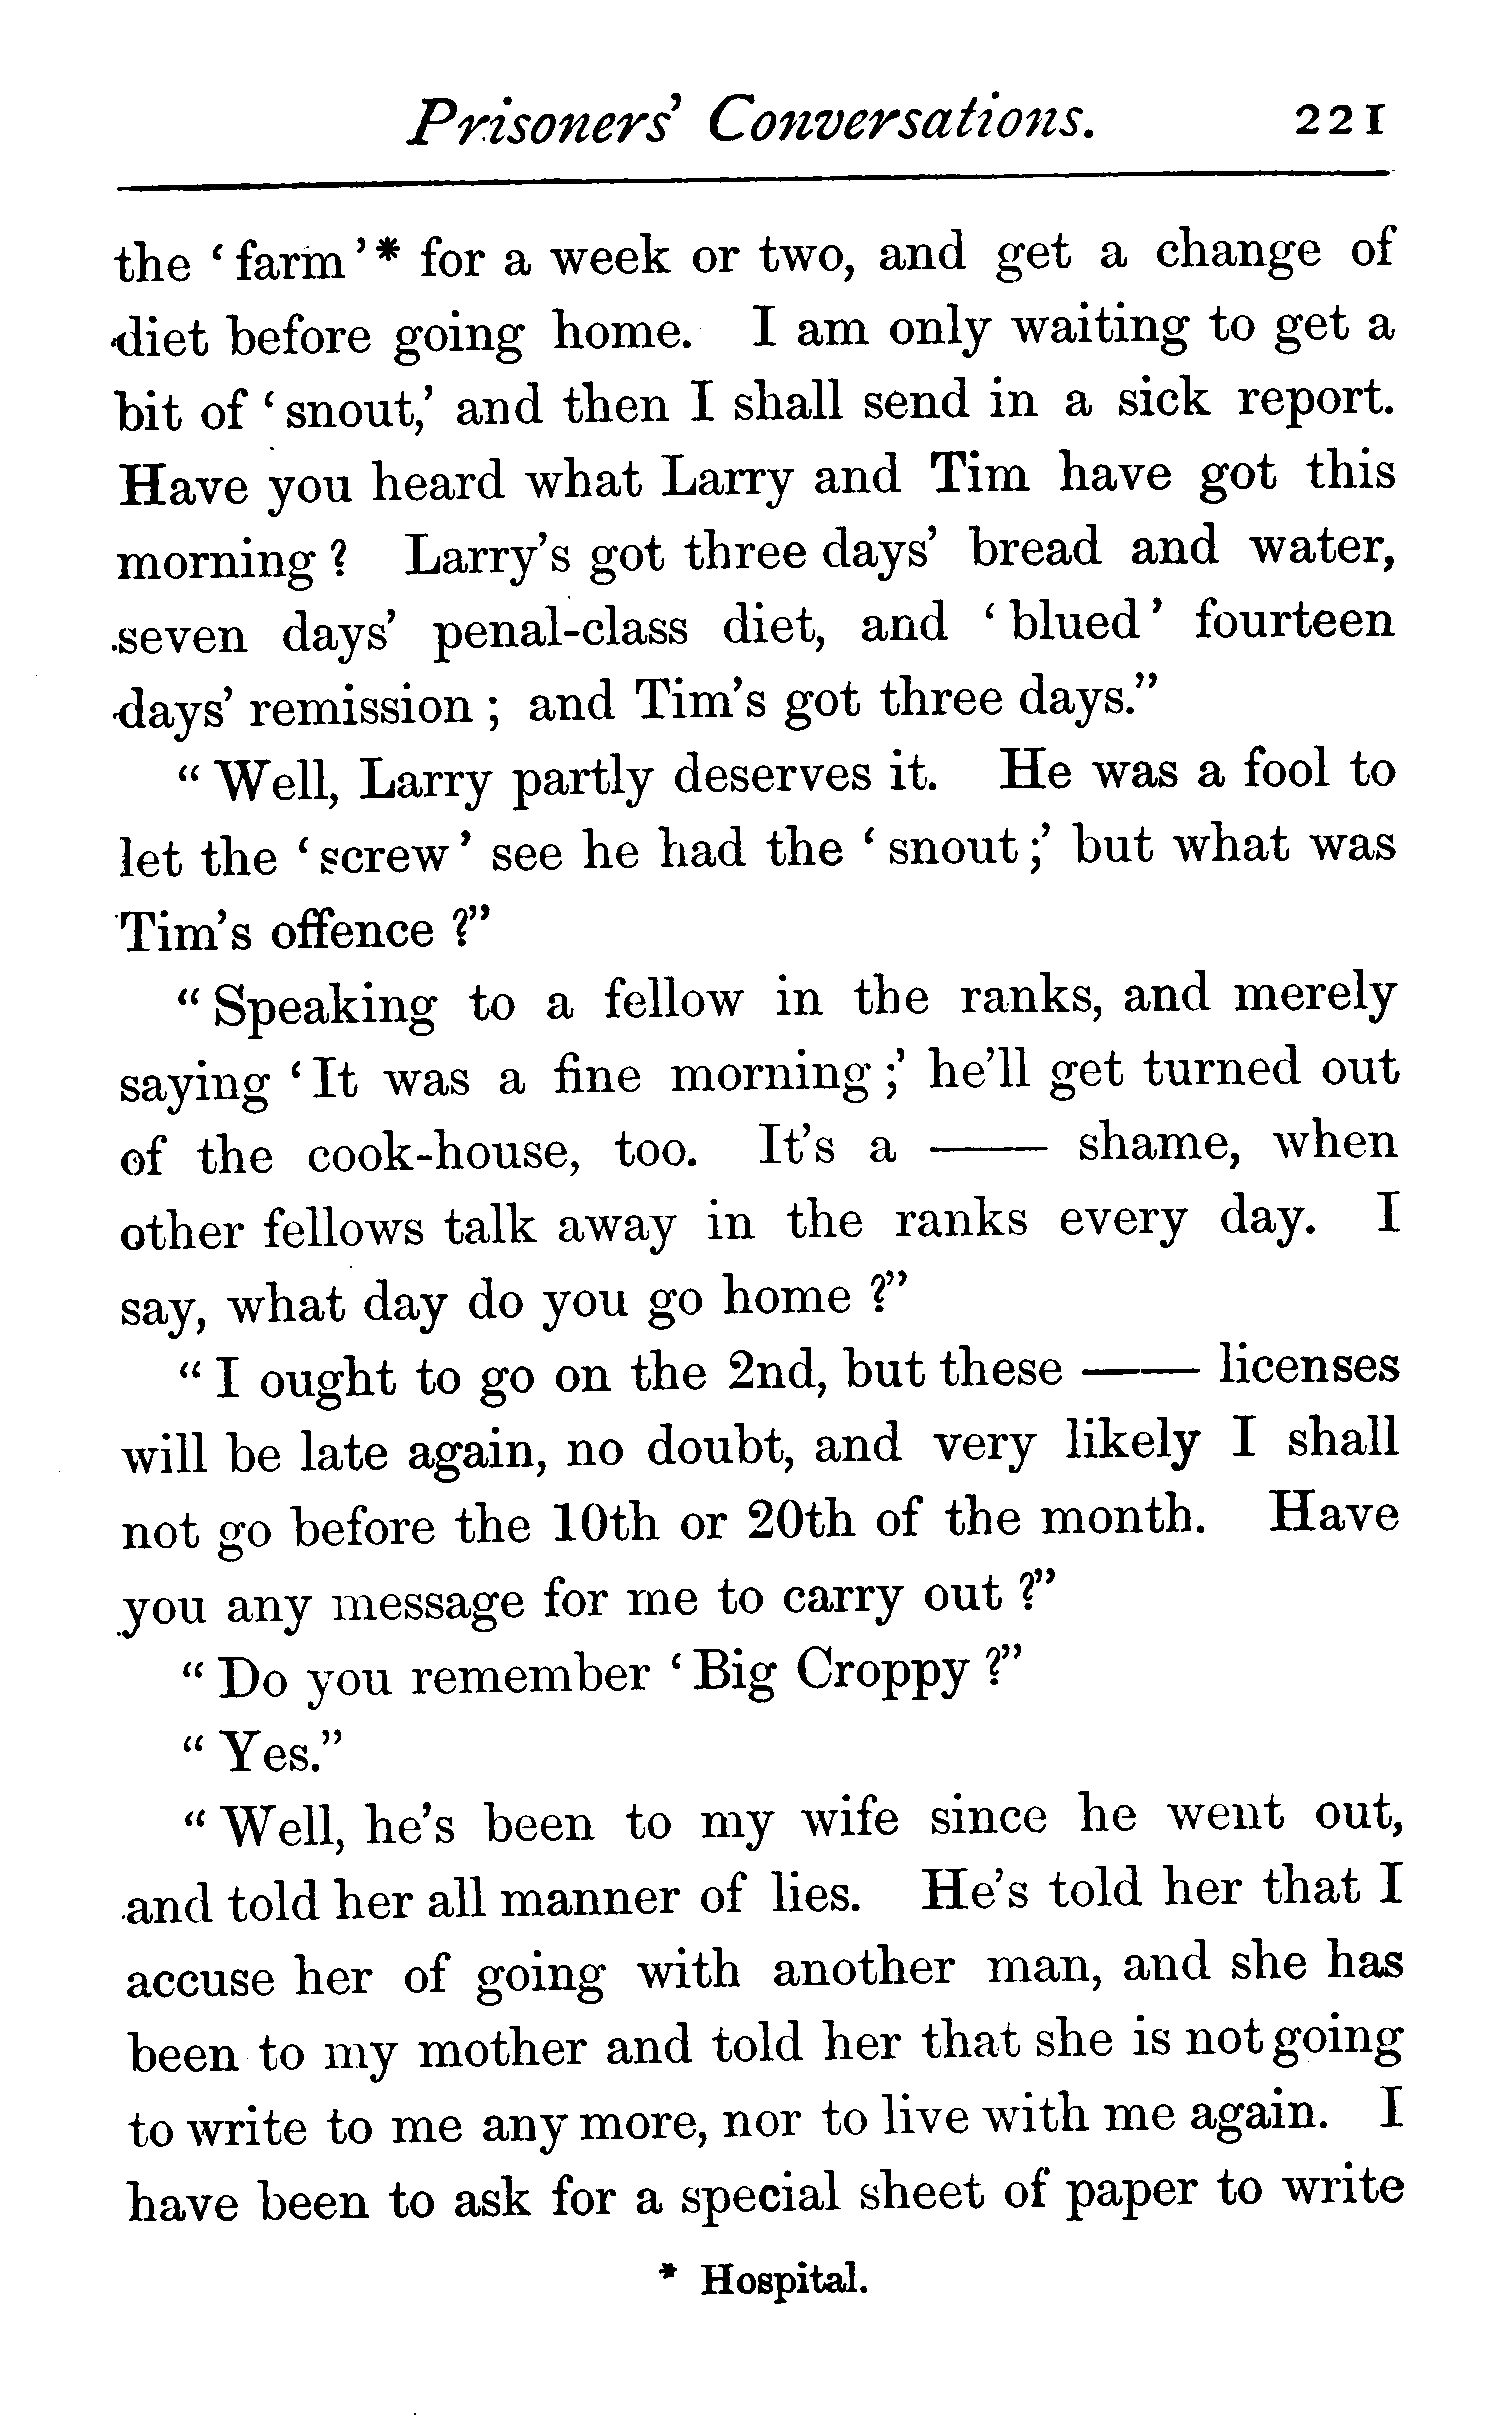 Prisoners' Conversations. 221
the ‘farm’* for a week or two, and get a change of
diet before going home. I am only waiting to get a
bit of ‘snout,’ and then I shall send in a sick report.
Have you heard what Larry and Tim have got this
morning? Larry's got three days' bread and water,
seven days' penal-class diet, and ‘blued’ fourteen
days' remission; and Tim's got three days.”
“Well, Larry partly deserves it. He was a fool to
let the ‘screw’ see he had the ‘snout;’ but what was
Tim's offence?”
“Speaking to a fellow in the ranks, and merely
saying ‘It was a fine morning;’ he'll get turned out
of the cook-house, too. It's a —— shame, when
other fellows talk away in the ranks every day. I
say, what day do you go home?”
“I ought to go on the 2nd, but these —— licenses
will be late again, no doubt, and very likely I shall
not go before the 10th or 20th of the month. Have
you any message for me to carry out?”
“Do you remember ‘Big Croppy?”
“Yes.”
“Well, he's been to my wife since he went out,
and told her all manner of lies. He's told her that I
accuse her of going with another man, and she has
been to my mother and told her that she is not going
to write to me any more, nor to live with me again. I
have been to ask for a special sheet of paper to write
* Hospital.